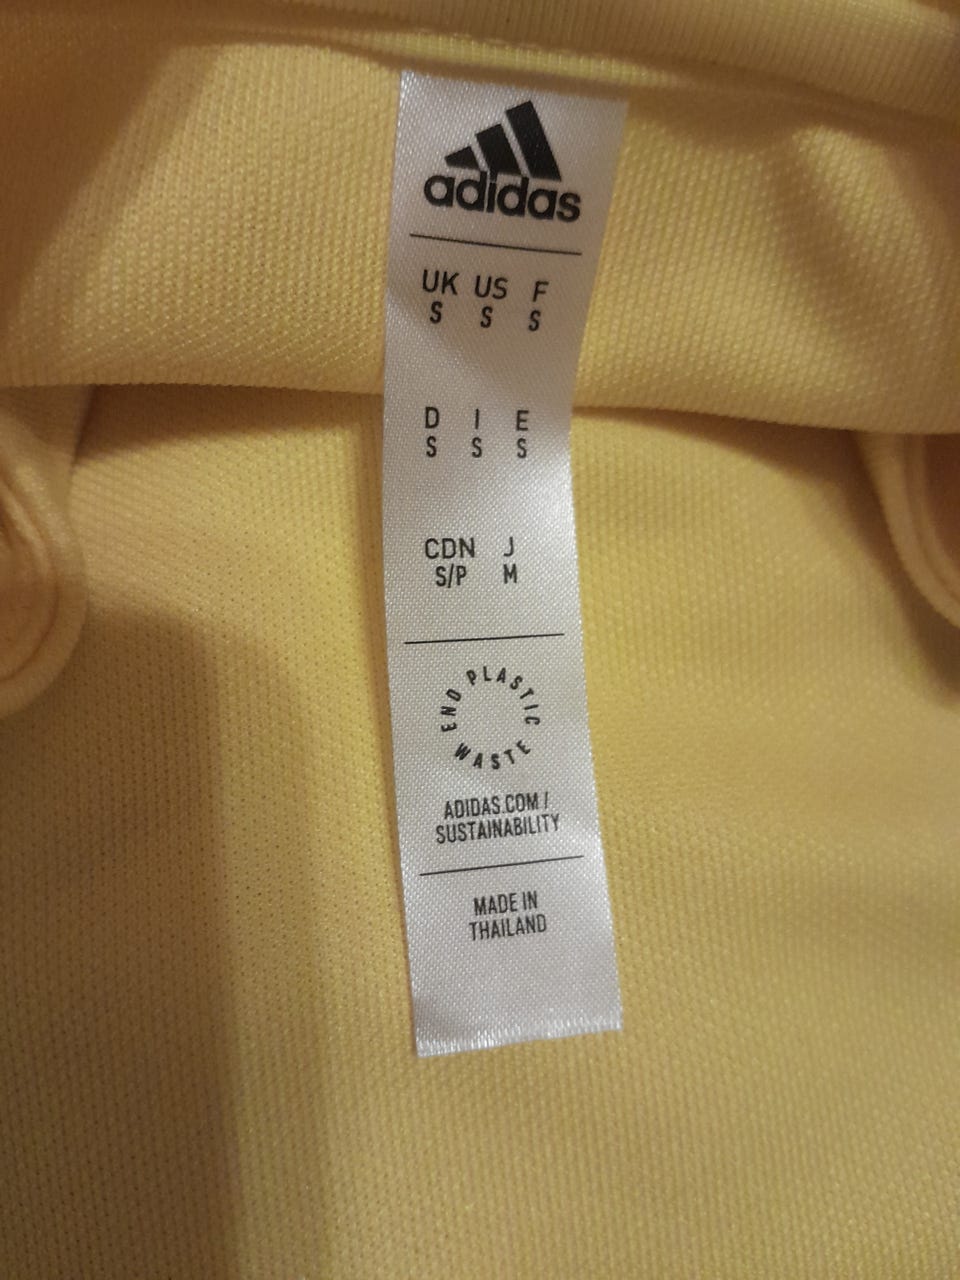 adidas
UK US F
S S S
D I E
S S S
CDN J
S/P M
END PLASTIC WASTE
ADIDAS.COM/
SUSTAINABILITY
MADE IN
THAILAND